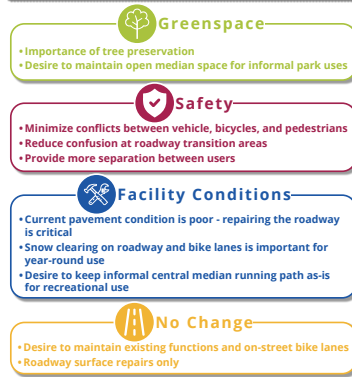 Greenspace
•Importance of tree preservation
•Desire to maintain open median space for informal park uses
Safety
•Minimize conflicts between vehicle, bicycles, and pedestrians
•Reduce confusion at roadway transition areas
•Provide more separation between users
Facility Conditions
•Current pavement condition is poor - repairing the roadway
is critical
•Snow clearing on roadway and bike lanes is important for
year-round use
•Desire to keep informal central median running path as-is
for recreational use
No Change
•Desire to maintain existing functions and on-street bike lanes
•Roadway surface repairs only